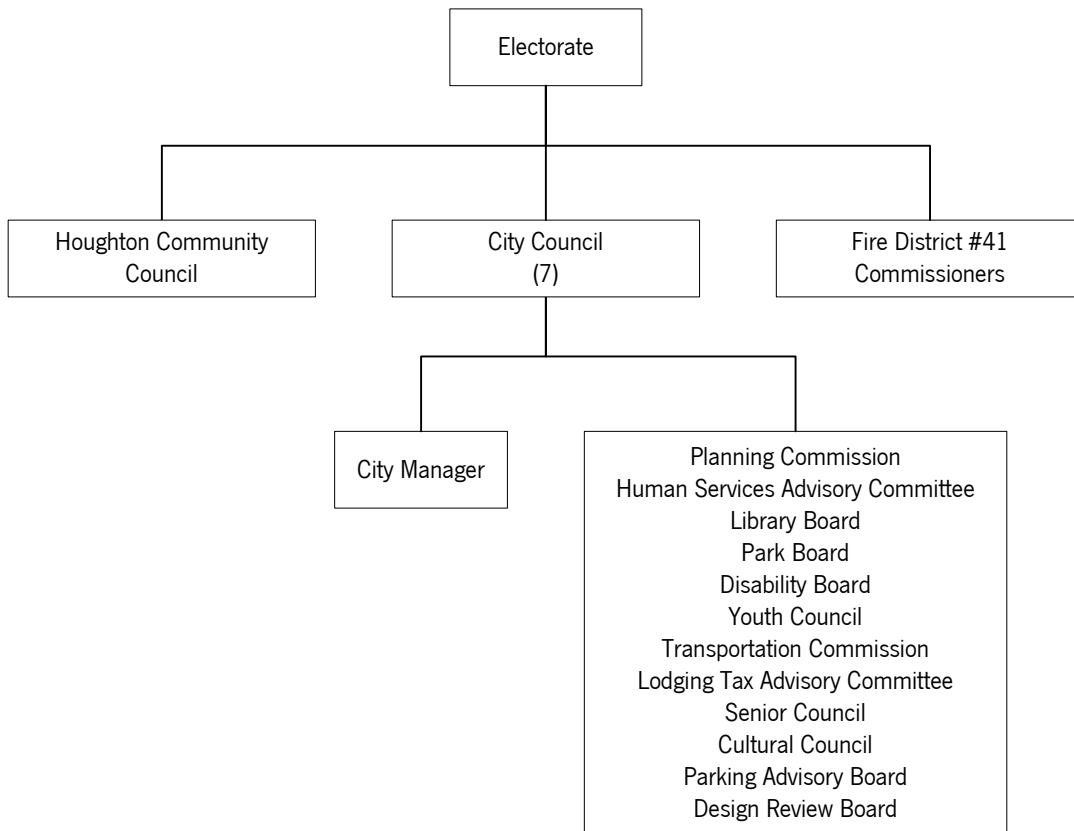 Electorate
Houghton Community
Council
City Council
(7)
Fire District #41
Commissioners
City Manager
Planning Commission
Human Services Advisory Committee
Library Board
Park Board
Disability Board
Youth Council
Transportation Commission
Lodging Tax Advisory Committee
Senior Council
Cultural Council
Parking Advisory Board
Design Review Board